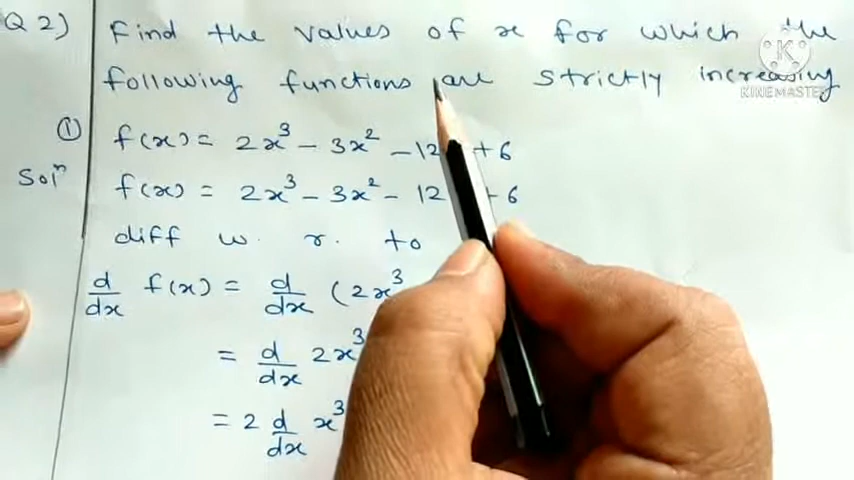 Q 2) Find the values of x for which the
following functions are strictly increasing
KINEMASTER
① f(x) = 2x³ - 3x² - 12 + 6
Solⁿ f(x) = 2x³ - 3x² - 12 + 6
diff w. r. to
d/dx f(x) = d/dx (2x³
= d/dx 2x³
= 2 d/dx x³